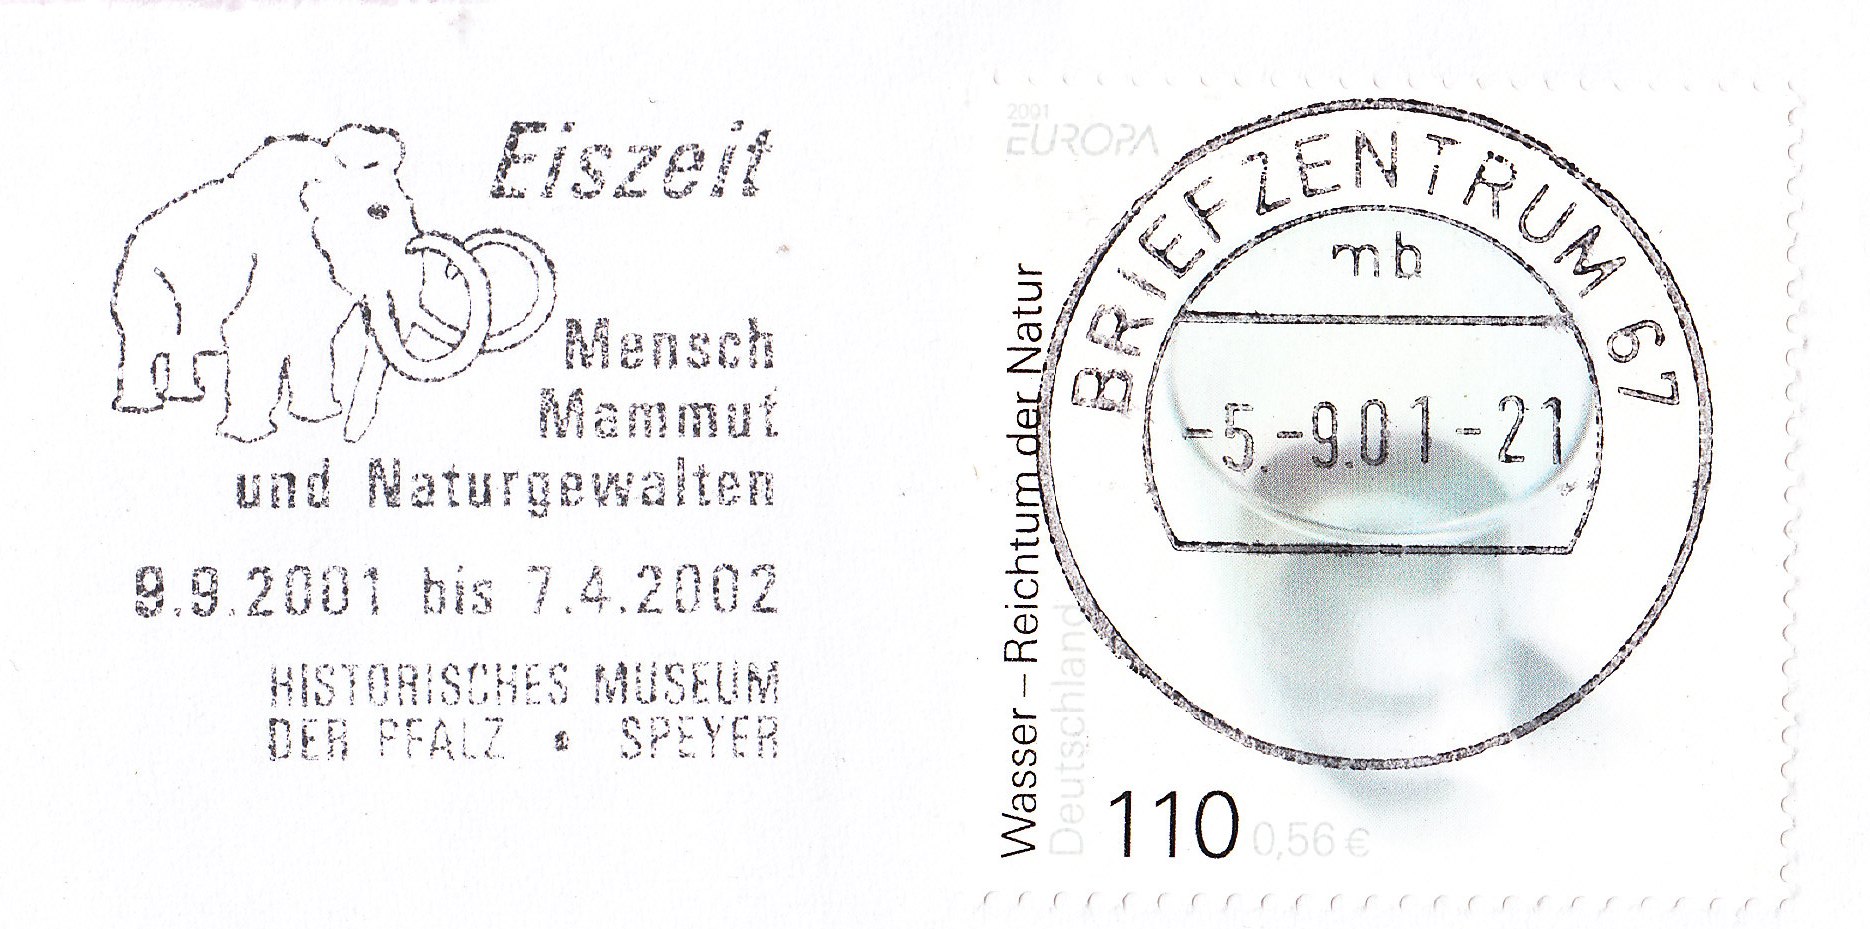 Eiszeit
Mensch
Mammut
und Naturgewalten
9.9.2001 bis 7.4.2002
HISTORISCHES MUSEUM
DER PFALZ • SPEYER
2001
EUROPA
BRIEFZENTRUM 67
mb
-5.-9.01-21
Wasser – Reichtum der Natur
Deutschland
110 0,56 €